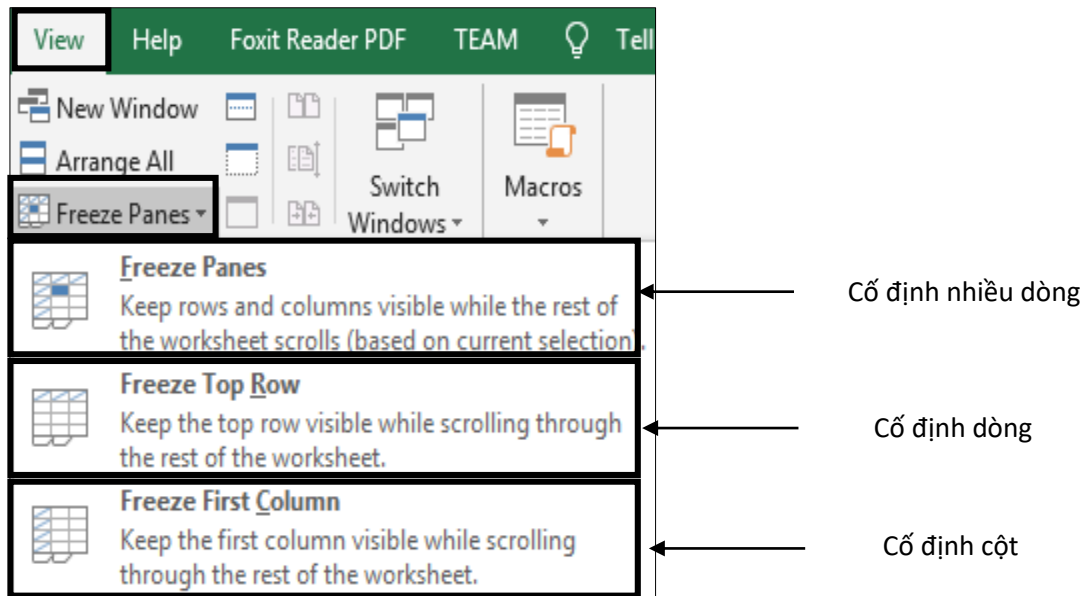 View Help Foxit Reader PDF TEAM Tell
New Window
Arrange All
Freeze Panes
Switch
Windows
Macros
Freeze Panes
Keep rows and columns visible while the rest of
the worksheet scrolls (based on current selection).
Cố định nhiều dòng
Freeze Top Row
Keep the top row visible while scrolling through
the rest of the worksheet.
Cố định dòng
Freeze First Column
Keep the first column visible while scrolling
through the rest of the worksheet.
Cố định cột